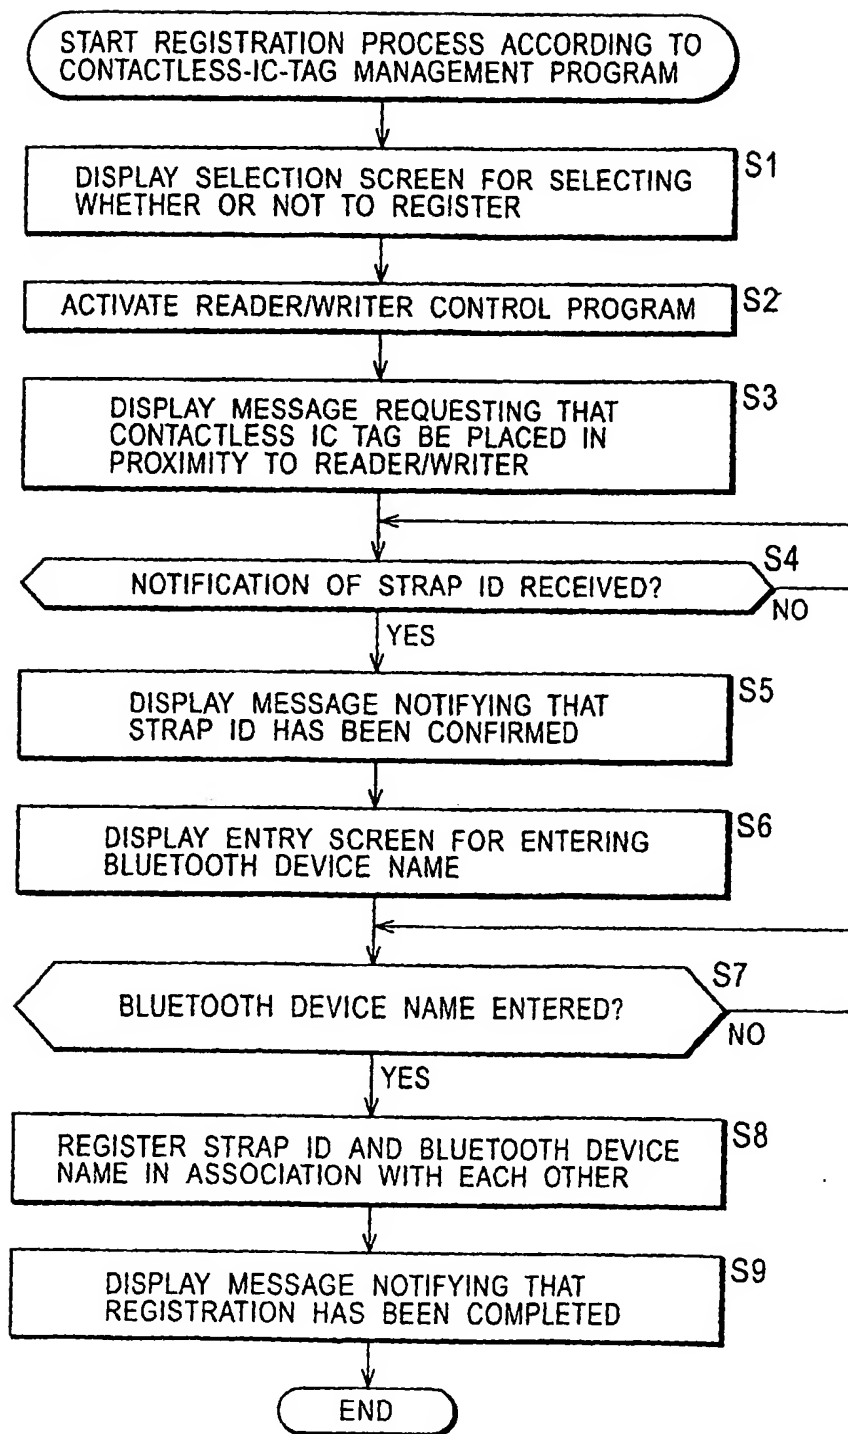 START REGISTRATION PROCESS ACCORDING TO
CONTACTLESS-IC-TAG MANAGEMENT PROGRAM
S1
DISPLAY SELECTION SCREEN FOR SELECTING
WHETHER OR NOT TO REGISTER
S2
ACTIVATE READER/WRITER CONTROL PROGRAM
S3
DISPLAY MESSAGE REQUESTING THAT
CONTACTLESS IC TAG BE PLACED IN
PROXIMITY TO READER/WRITER
S4
NOTIFICATION OF STRAP ID RECEIVED?
NO
YES
S5
DISPLAY MESSAGE NOTIFYING THAT
STRAP ID HAS BEEN CONFIRMED
S6
DISPLAY ENTRY SCREEN FOR ENTERING
BLUETOOTH DEVICE NAME
S7
BLUETOOTH DEVICE NAME ENTERED?
NO
YES
S8
REGISTER STRAP ID AND BLUETOOTH DEVICE
NAME IN ASSOCIATION WITH EACH OTHER
S9
DISPLAY MESSAGE NOTIFYING THAT
REGISTRATION HAS BEEN COMPLETED
END